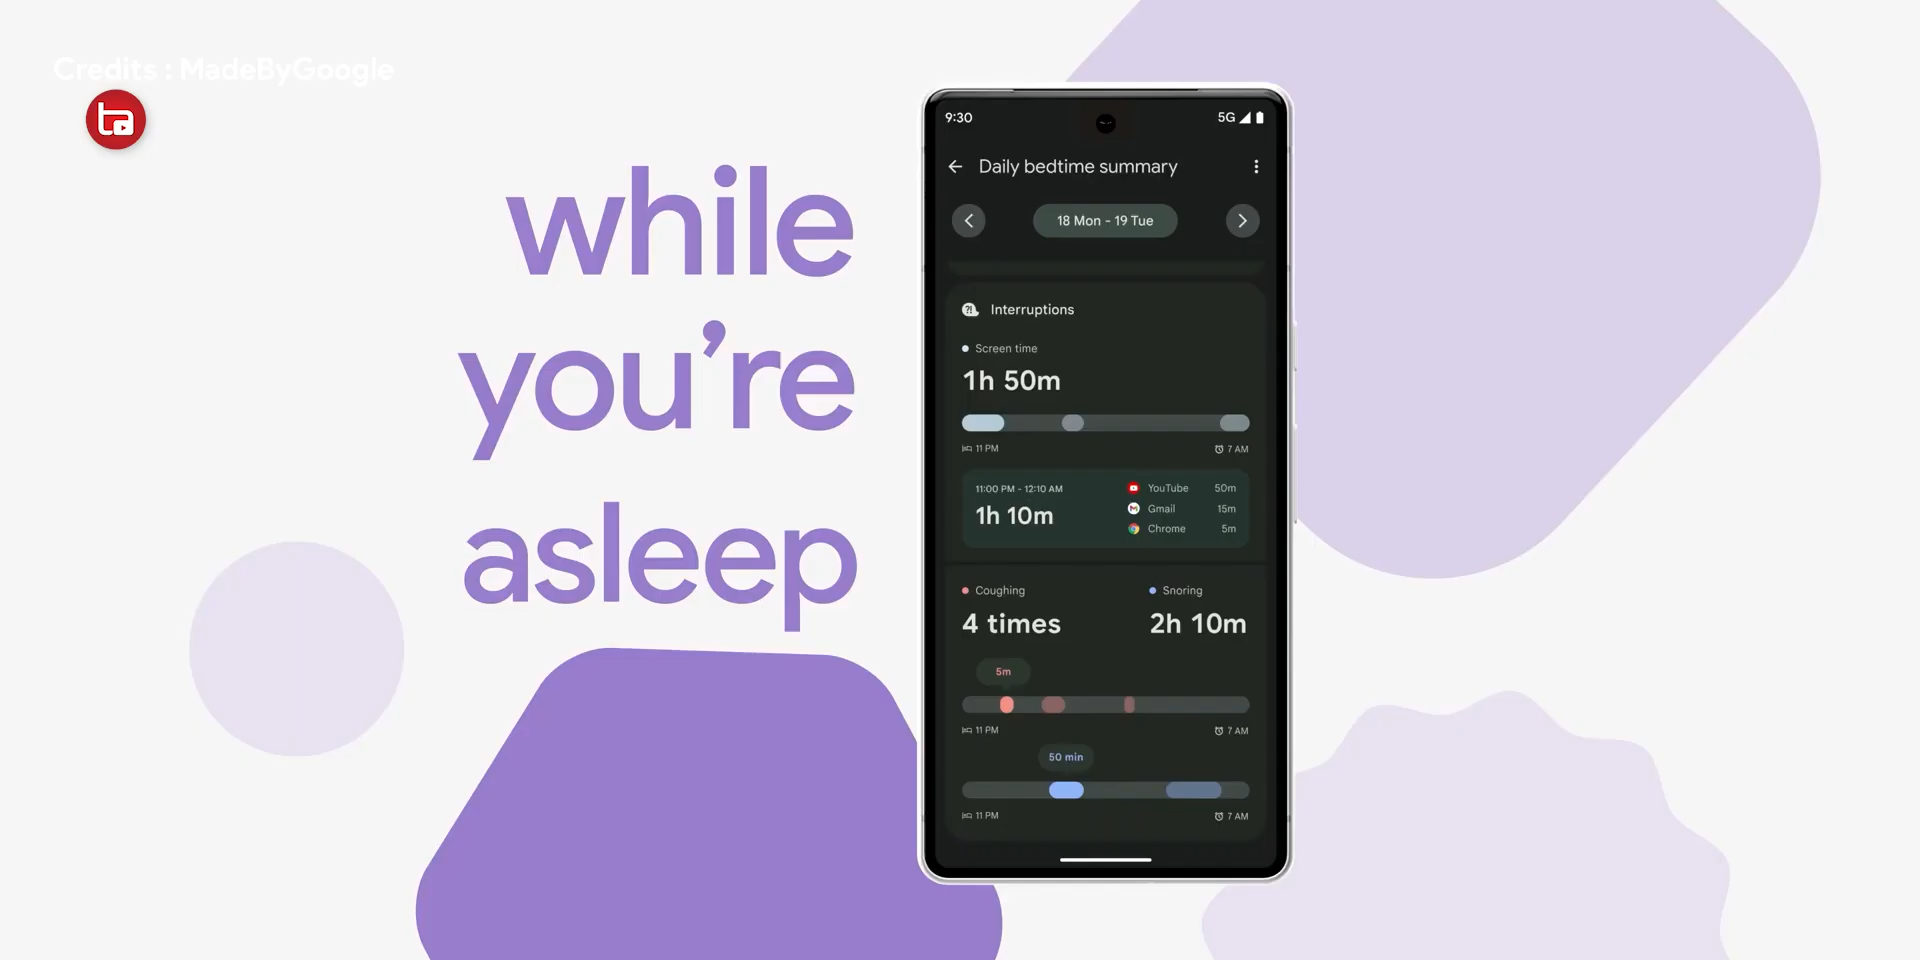 Credits : MadeByGoogle
ta
while
you're
asleep
9:30
5G
Daily bedtime summary
18 Mon - 19 Tue
?!
Interruptions
Screen time
1h 50m
11 PM
7 AM
11:00 PM - 12:10 AM
1h 10m
YouTube 50m
Gmail 15m
Chrome 5m
Coughing
4 times
Snoring
2h 10m
5m
11 PM
7 AM
50 min
11 PM
7 AM